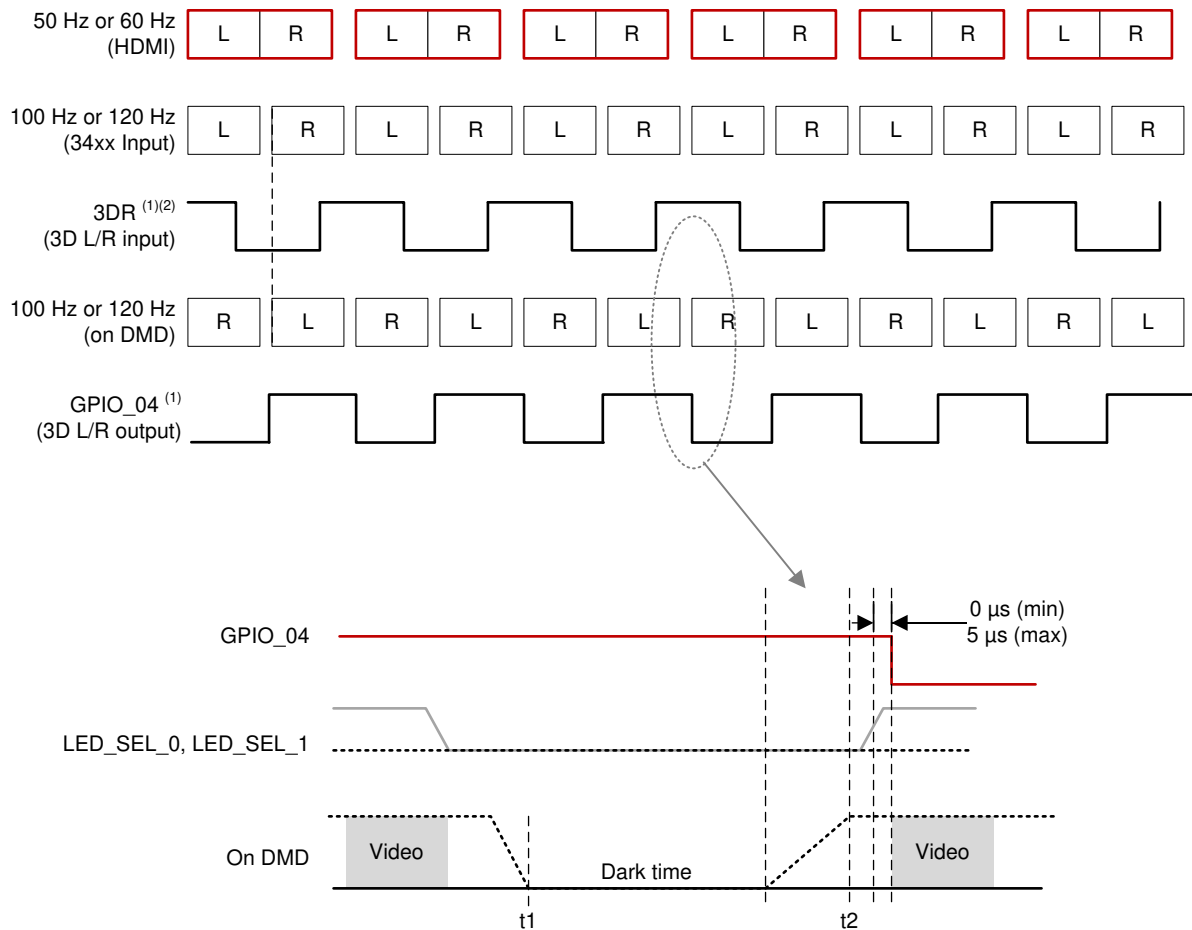 50 Hz or 60 Hz
(HDMI)
L R L R L R L R L R L R
100 Hz or 120 Hz
(34xx Input)
L R L R L R L R L R L R
3DR (1)(2)
(3D L/R input)
100 Hz or 120 Hz
(on DMD)
R L R L R L R L R L R L
GPIO_04 (1)
(3D L/R output)
0 µs (min)
5 µs (max)
GPIO_04
LED_SEL_0, LED_SEL_1
On DMD
Video
Dark time
Video
t1
t2